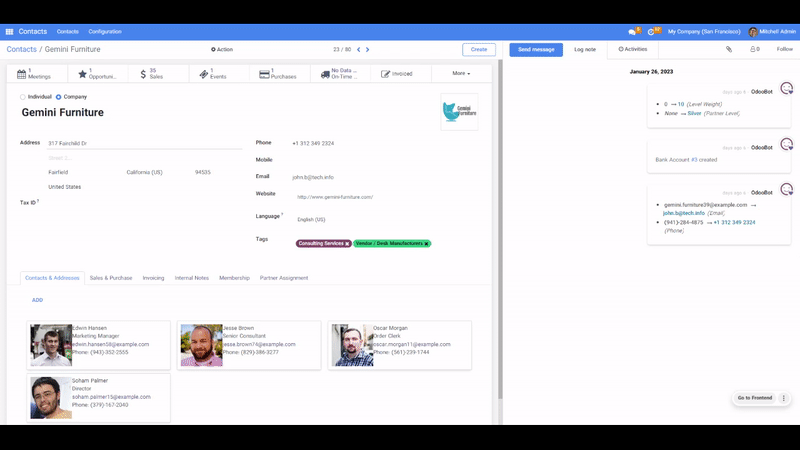 Contacts Contacts Configuration My Company (San Francisco) Mitchell Admin
Contacts / Gemini Furniture Action 23 / 50 Create Send message Log note Activities 0 Follow
1 Meetings
1 Opportuni...
35 Sales
1 Events
1 Purchases
No Data ... On-Time ...
Invoiced
More
Individual Company
Gemini Furniture
Gemini Furniture
Address 317 Fairchild Dr
Street 2...
Fairfield California (US) 94535
United States
Tax ID ?
Phone +1 312 349 2324
Mobile
Email john.b@tech.info
Website http://www.gemini-furniture.com/
Language ? English (US)
Tags Consulting Services Vendor / Desk Manufacturers
Contacts & Addresses Sales & Purchase Invoicing Internal Notes Membership Partner Assignment
ADD
Edwin Hansen
Marketing Manager
edwin.hansen58@example.com
Phone: (943)-352-2555
Jesse Brown
Senior Consultant
jesse.brown74@example.com
Phone: (829)-386-3277
Oscar Morgan
Order Clerk
oscar.morgan11@example.com
Phone: (561)-239-1744
Soham Palmer
Director
soham.palmer15@example.com
Phone: (379)-167-2040
January 26, 2023
days ago OdooBot
0 → 10 (Level Weight)
None → Silver (Partner Level)
days ago OdooBot
Bank Account #3 created
days ago OdooBot
gemini.furniture39@example.com →
john.b@tech.info (Email)
(941)-284-4875 → +1 312 349 2324
(Phone)
Go to Frontend